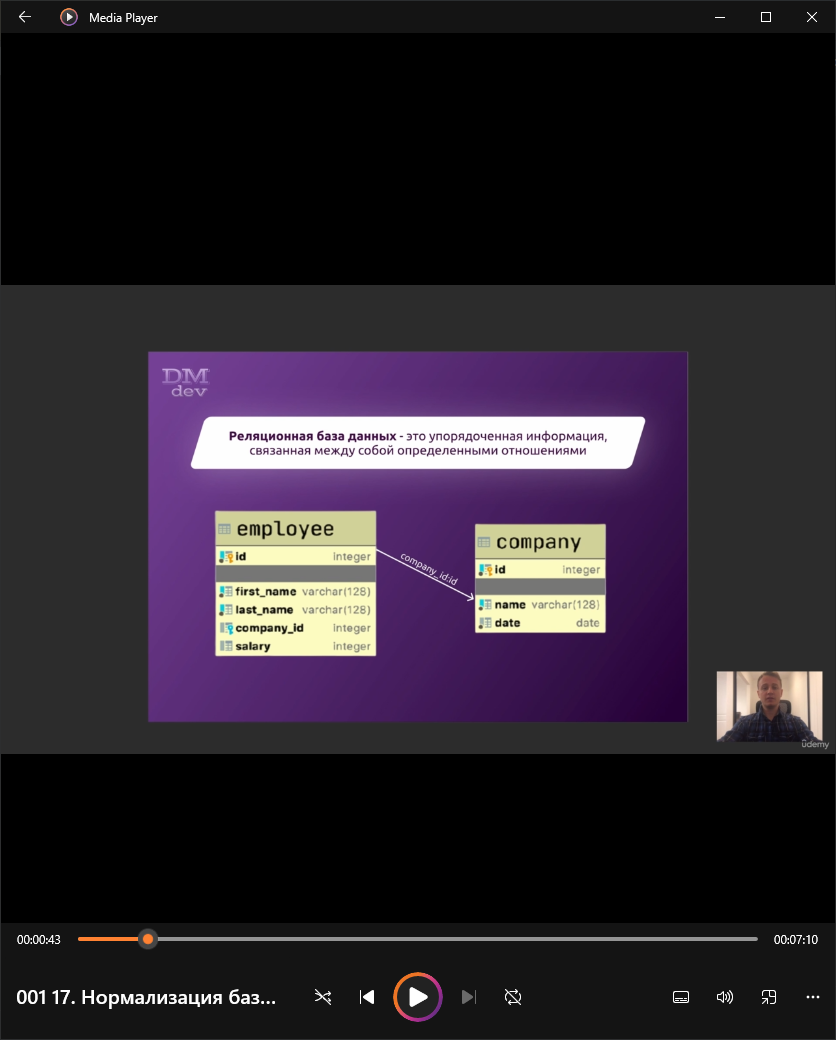 Media Player
DM
dev
Реляционная база данных - это упорядоченная информация,
связанная между собой определенными отношениями
employee
id integer
first_name varchar(128)
last_name varchar(128)
company_id integer
salary integer
company_id:id
company
id integer
name varchar(128)
date date
ûdemy
00:00:43
00:07:10
001 17. Нормализация баз...